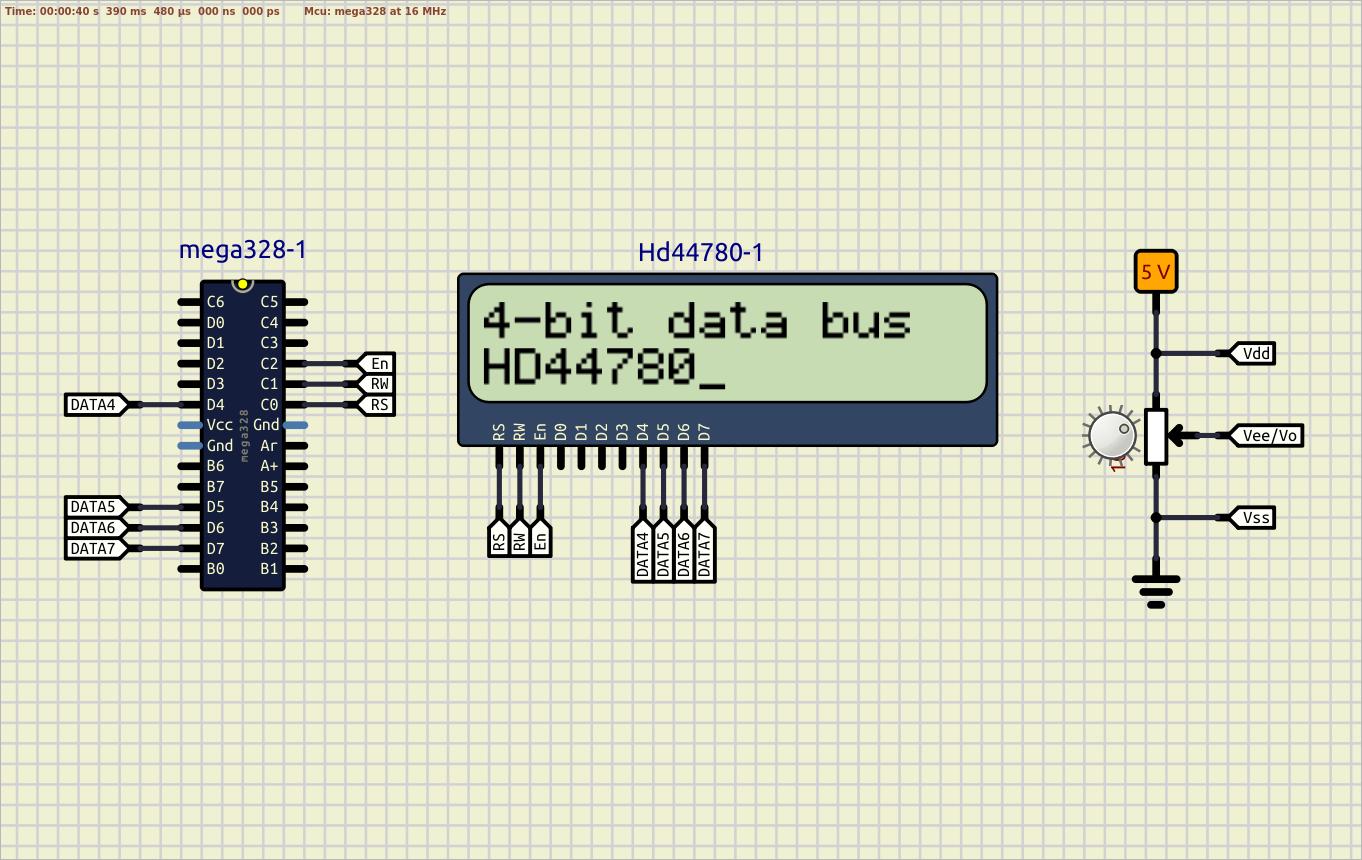 Time: 00:00:40 s 390 ms 480 µs 000 ns 000 ps Mcu: mega328 at 16 MHz
mega328-1
C6 C5
D0 C4
D1 C3
D2 C2 En
D3 C1 RW
DATA4 D4 C0 RS
Vcc Gnd
Gnd Ar
B6 A+
B7 B5
DATA5 D5 B4
DATA6 D6 B3
DATA7 D7 B2
B0 B1
mega328
Hd44780-1
4-bit data bus
HD44780_
RS RW En D0 D1 D2 D3 D4 D5 D6 D7
RS RW En DATA4 DATA5 DATA6 DATA7
5 V
Vdd
Vee/Vo
Vss